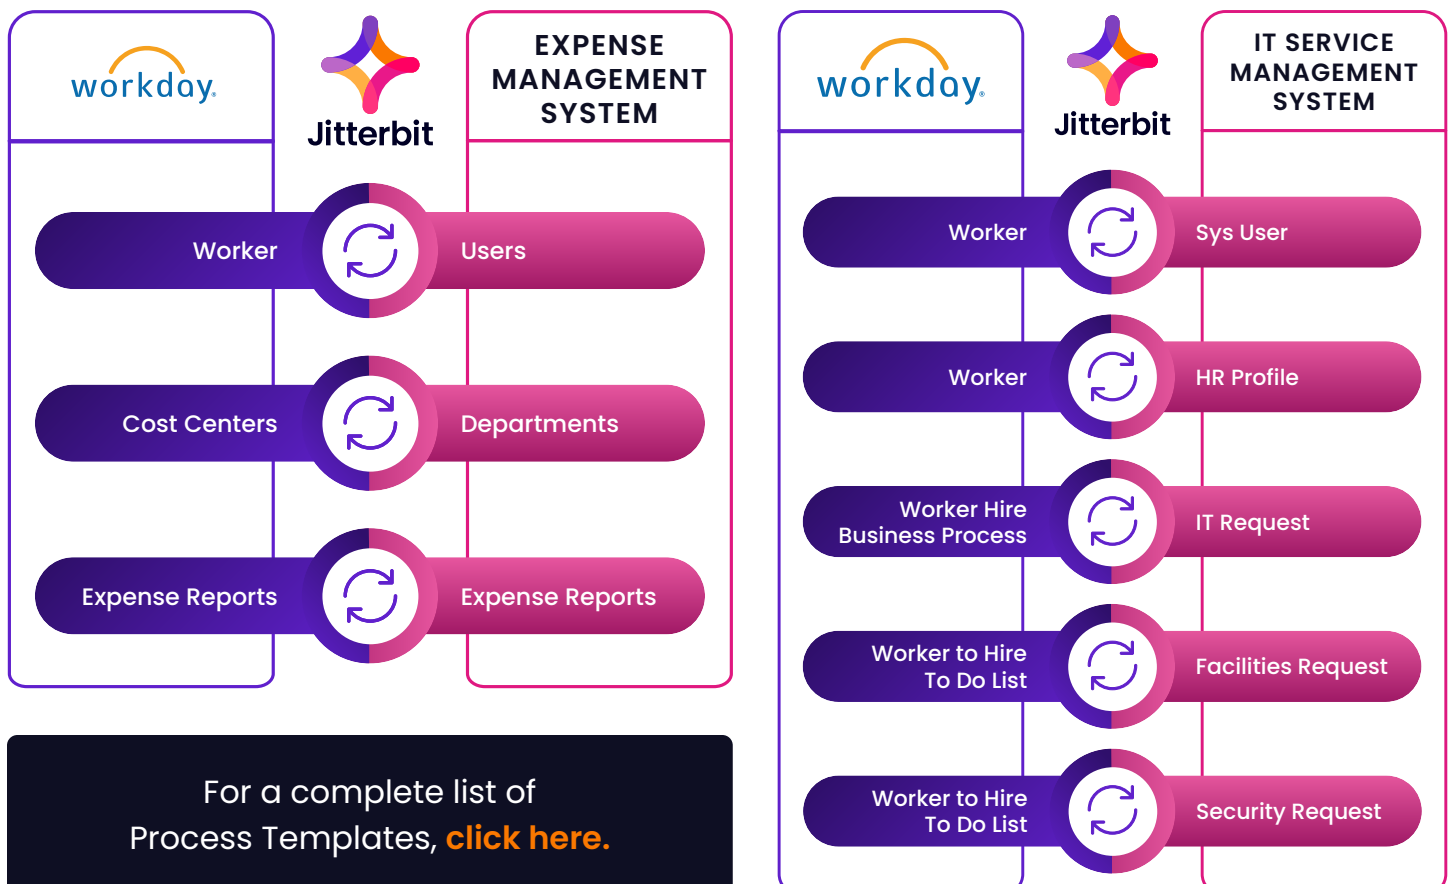 workday®
Jitterbit
EXPENSE
MANAGEMENT
SYSTEM
Worker
Users
Cost Centers
Departments
Expense Reports
Expense Reports
For a complete list of
Process Templates, click here.
workday®
Jitterbit
IT SERVICE
MANAGEMENT
SYSTEM
Worker
Sys User
Worker
HR Profile
Worker Hire
Business Process
IT Request
Worker to Hire
To Do List
Facilities Request
Worker to Hire
To Do List
Security Request